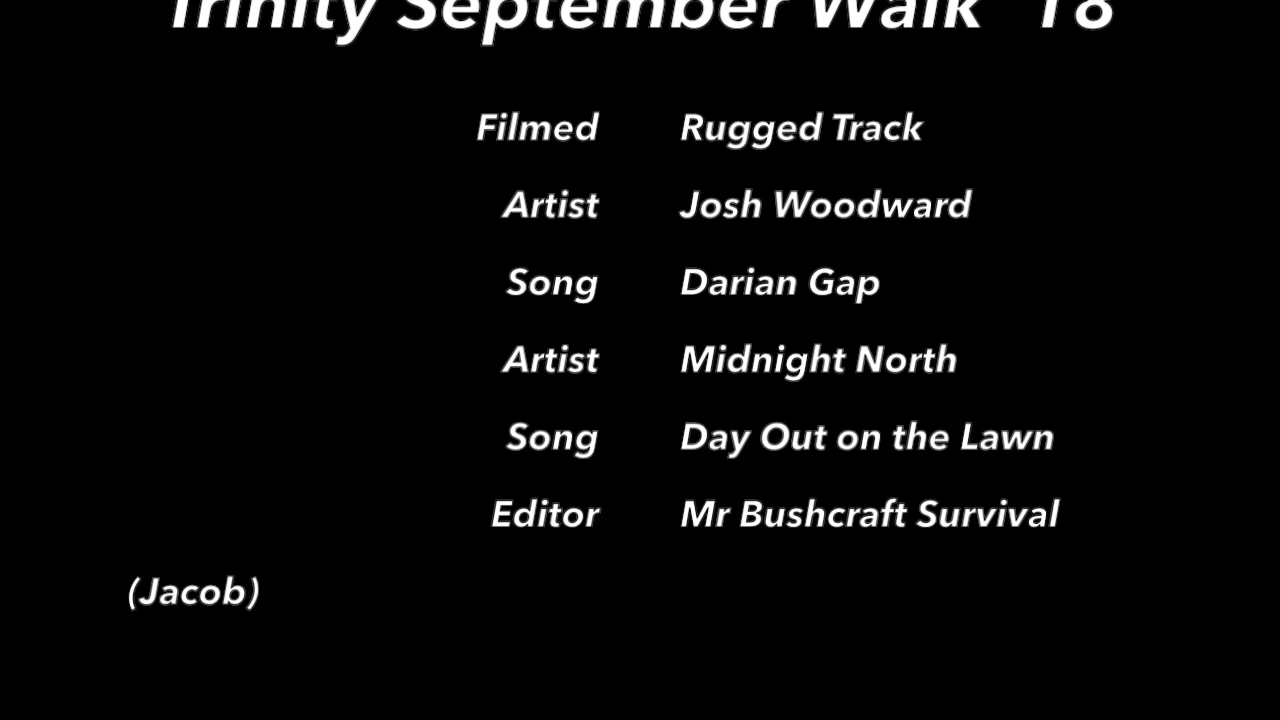 Trinity September Walk "18
Filmed Rugged Track
Artist Josh Woodward
Song Darian Gap
Artist Midnight North
Song Day Out on the Lawn
Editor Mr Bushcraft Survival
(Jacob)